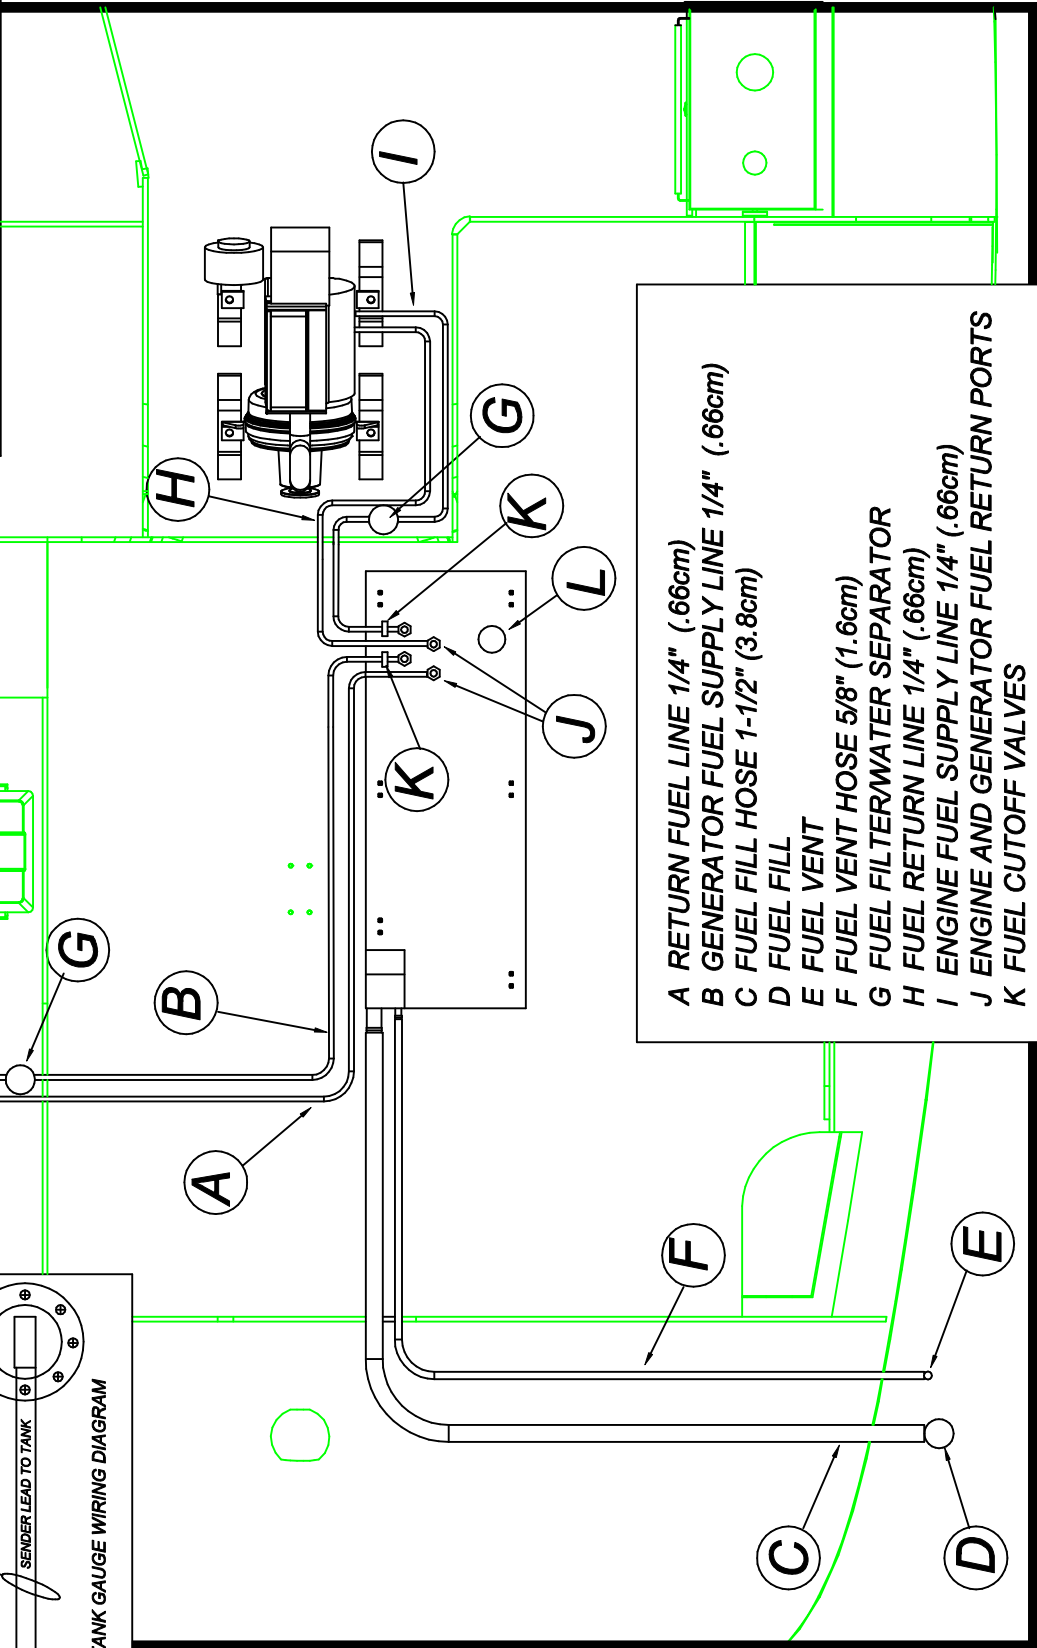 A RETURN FUEL LINE 1/4" (.66cm)
B GENERATOR FUEL SUPPLY LINE 1/4" (.66cm)
C FUEL FILL HOSE 1-1/2" (3.8cm)
D FUEL FILL
E FUEL VENT
F FUEL VENT HOSE 5/8" (1.6cm)
G FUEL FILTER/WATER SEPARATOR
H FUEL RETURN LINE 1/4" (.66cm)
I ENGINE FUEL SUPPLY LINE 1/4" (.66cm)
J ENGINE AND GENERATOR FUEL RETURN PORTS
K FUEL CUTOFF VALVES
SENDER LEAD TO TANK
TANK GAUGE WIRING DIAGRAM
I
G
H
K
L
J
K
G
B
A
F
E
C
D